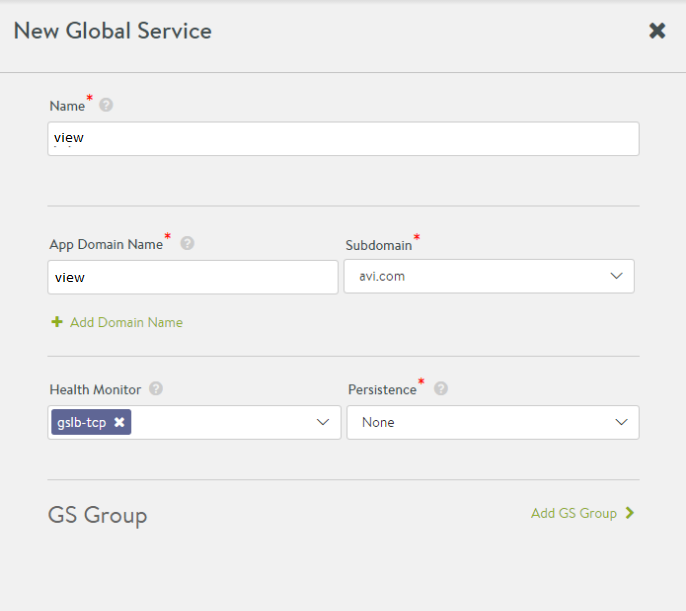 New Global Service
Name*
view
App Domain Name*
Subdomain*
view
avi.com
+ Add Domain Name
Health Monitor
Persistence*
gslb-tcp
None
GS Group
Add GS Group